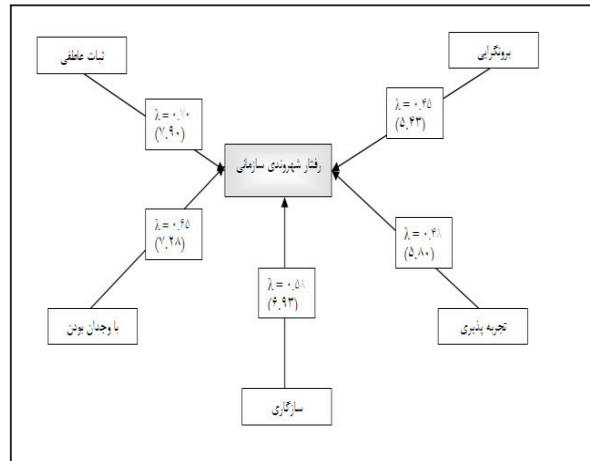 ثبات عاطفی
برونگرایی
λ = ۰.۷۰
(۷.۹۰)
λ = ۰.۴۵
(۵.۴۳)
رفتار شهروندی سازمانی
λ = ۰.۶۵
(۷.۲۸)
λ = ۰.۴۸
(۵.۸۰)
λ = ۰.۵۸
(۶.۹۳)
با وجدان بودن
تجربه پذیری
سازگاری